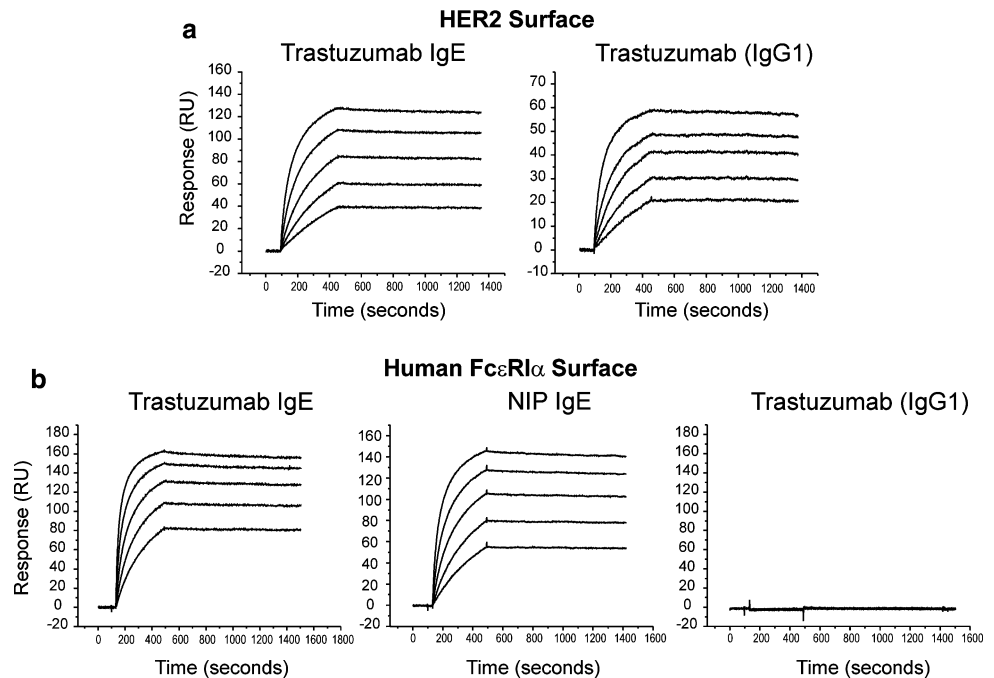 a
HER2 Surface
Trastuzumab IgE
Trastuzumab (IgG1)
Response (RU)
160
140
120
100
80
60
40
20
0
-20
0 200 400 600 800 1000 1200 1400
Time (seconds)
70
60
50
40
30
20
10
0
-10
0 200 400 600 800 1000 1200 1400
Time (seconds)
b
Human FcεRIα Surface
Trastuzumab IgE
NIP IgE
Trastuzumab (IgG1)
Response (RU)
180
160
140
120
100
80
60
40
20
0
-20
0 200 400 600 800 1000 1200 1400 1600 1800
Time (seconds)
160
140
120
100
80
60
40
20
0
-20
0 200 400 600 800 1000 1200 1400 1600
Time (seconds)
180
160
140
120
100
80
60
40
20
0
-20
0 200 400 600 800 1000 1200 1400 1600
Time (seconds)